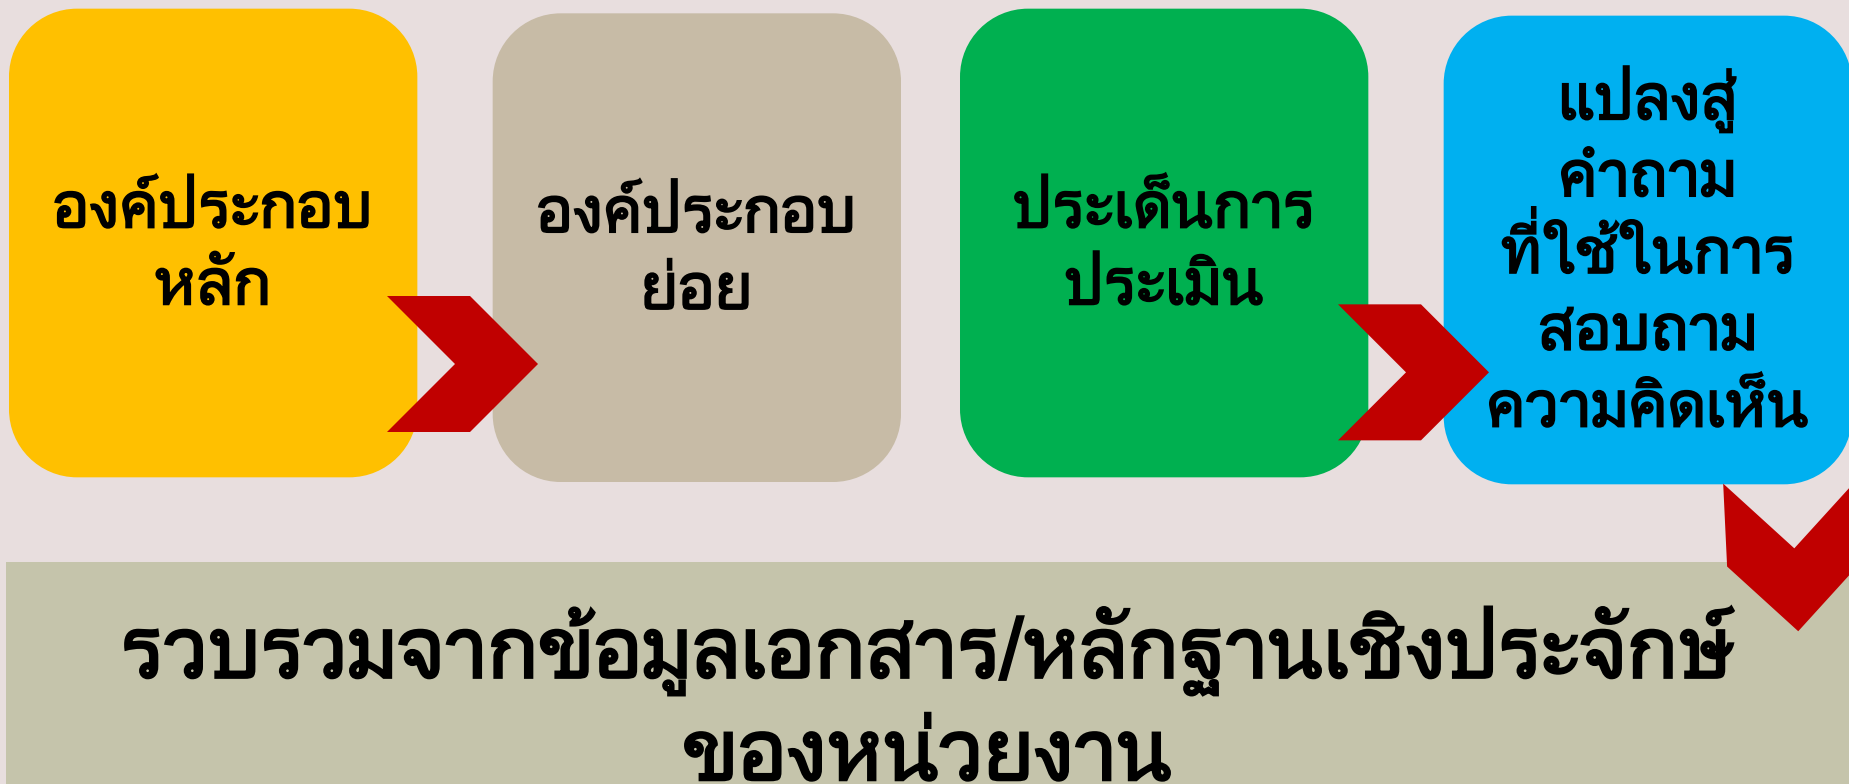 องค์ประกอบ
หลัก
องค์ประกอบ
ย่อย
ประเด็นการ
ประเมิน
แปลงสู่
คำถาม
ที่ใช้ในการ
สอบถาม
ความคิดเห็น
รวบรวมจากข้อมูลเอกสาร/หลักฐานเชิงประจักษ์
ของหน่วยงาน